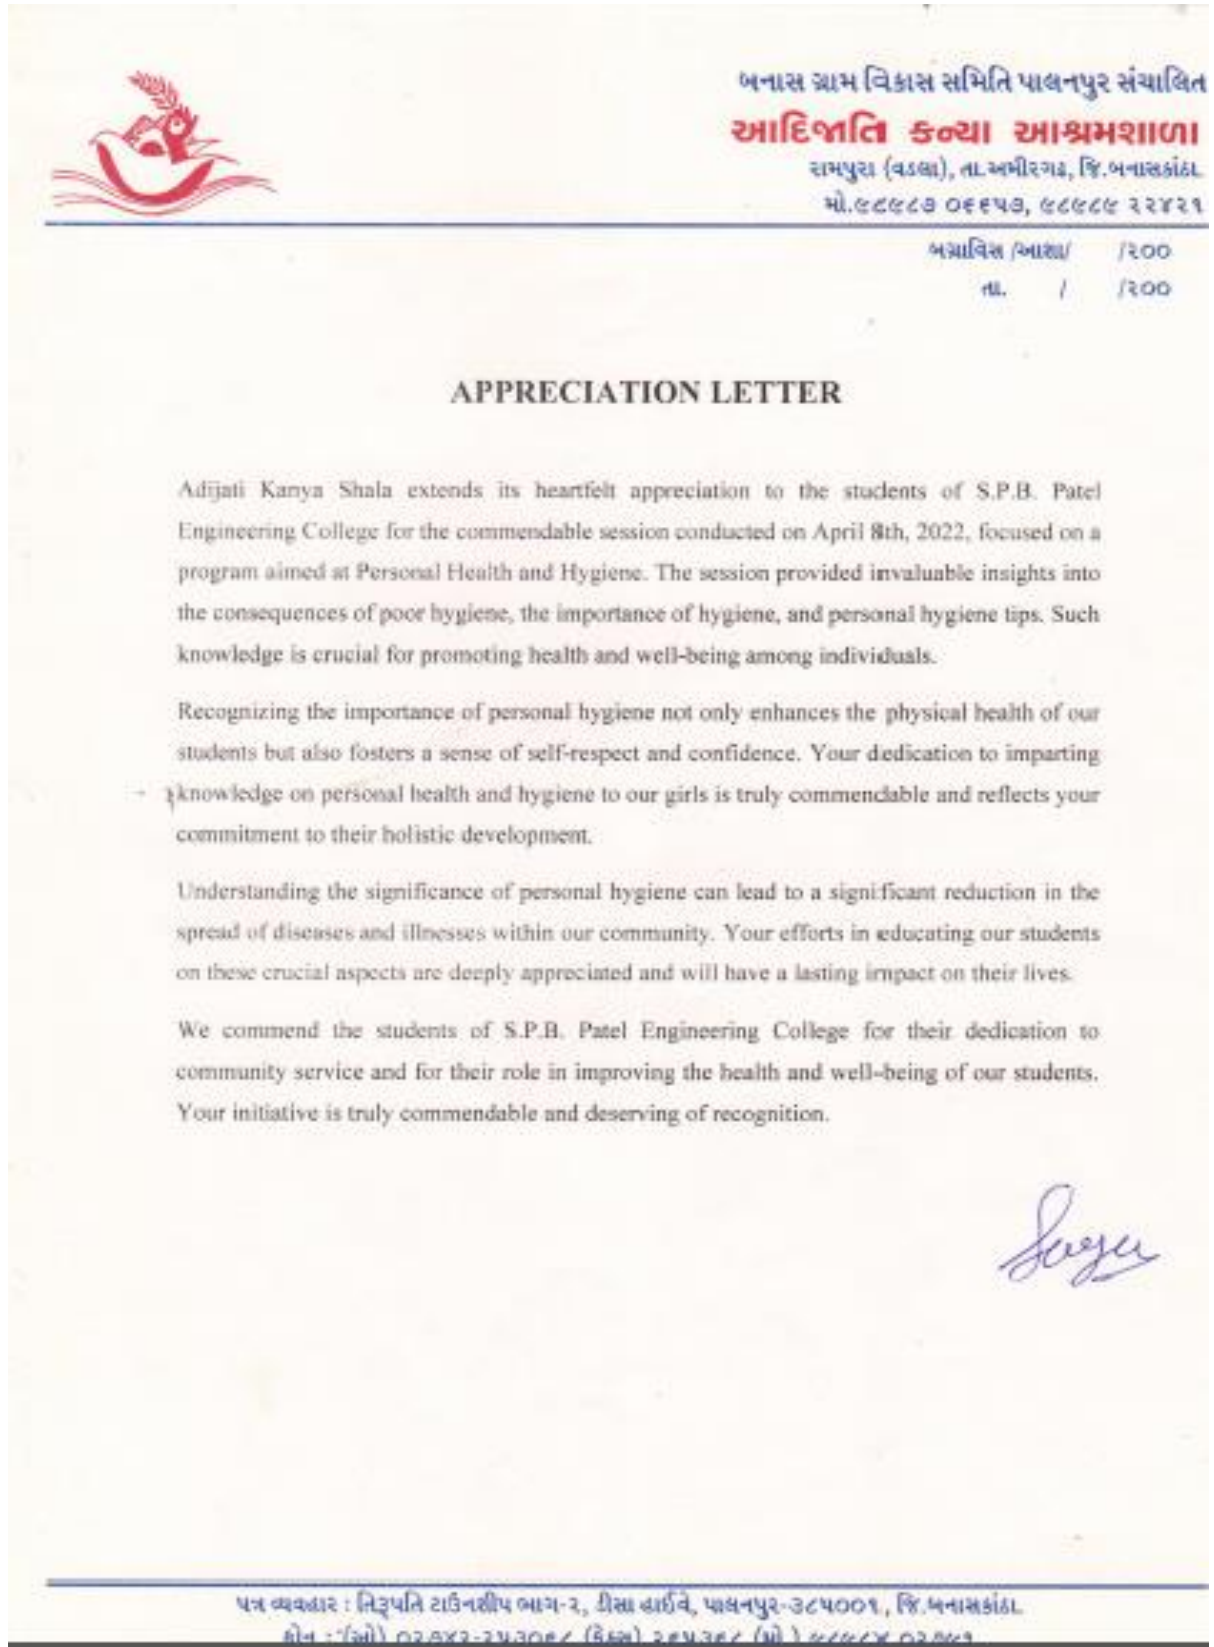 બનાસ ગ્રામ વિકાસ સમિતિ પાલનપુર સંચાલિત
આદિજાતિ કન્યા આશ્રમશાળા
રામપુરા (વડલા), તા.અમીરગઢ, જિ.બનાસકાંઠા.
મો.૯૮૯૮૭ ૦૬૬૫૭, ૯૮૯૮૯ ૨૨૪૨૧
બગ્રાવિસ /આશા/ /૨૦૦
તા. / /૨૦૦
APPRECIATION LETTER
Adijati Kanya Shala extends its heartfelt appreciation to the students of S.P.B. Patel
Engineering College for the commendable session conducted on April 8th, 2022, focused on a
program aimed at Personal Health and Hygiene. The session provided invaluable insights into
the consequences of poor hygiene, the importance of hygiene, and personal hygiene tips. Such
knowledge is crucial for promoting health and well-being among individuals.
Recognizing the importance of personal hygiene not only enhances the physical health of our
students but also fosters a sense of self-respect and confidence. Your dedication to imparting
knowledge on personal health and hygiene to our girls is truly commendable and reflects your
commitment to their holistic development.
Understanding the significance of personal hygiene can lead to a significant reduction in the
spread of diseases and illnesses within our community. Your efforts in educating our students
on these crucial aspects are deeply appreciated and will have a lasting impact on their lives.
We commend the students of S.P.B. Patel Engineering College for their dedication to
community service and for their role in improving the health and well-being of our students.
Your initiative is truly commendable and deserving of recognition.
પત્ર વ્યવહાર : તિરૂપતિ ટાઉનશીપ ભાગ-૨, ડીસા હાઈવે, પાલનપુર-૩૮૫૦૦૧, જિ.બનાસકાંઠા.
ફોન : (ઓ)